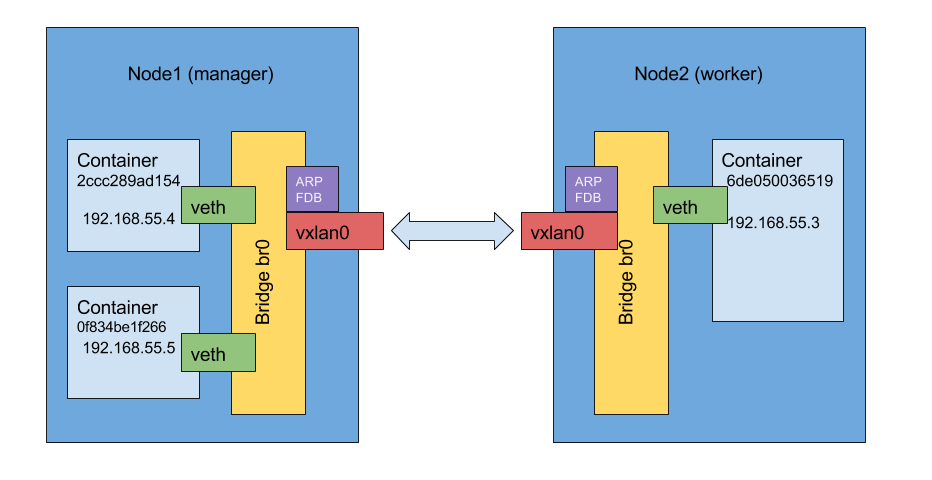 Node1 (manager)
Container
2ccc289ad154
192.168.55.4
veth
Container
0f834be1f266
192.168.55.5
veth
Bridge br0
ARP
FDB
vxlan0
Node2 (worker)
ARP
FDB
vxlan0
Bridge br0
veth
Container
6de050036519
192.168.55.3